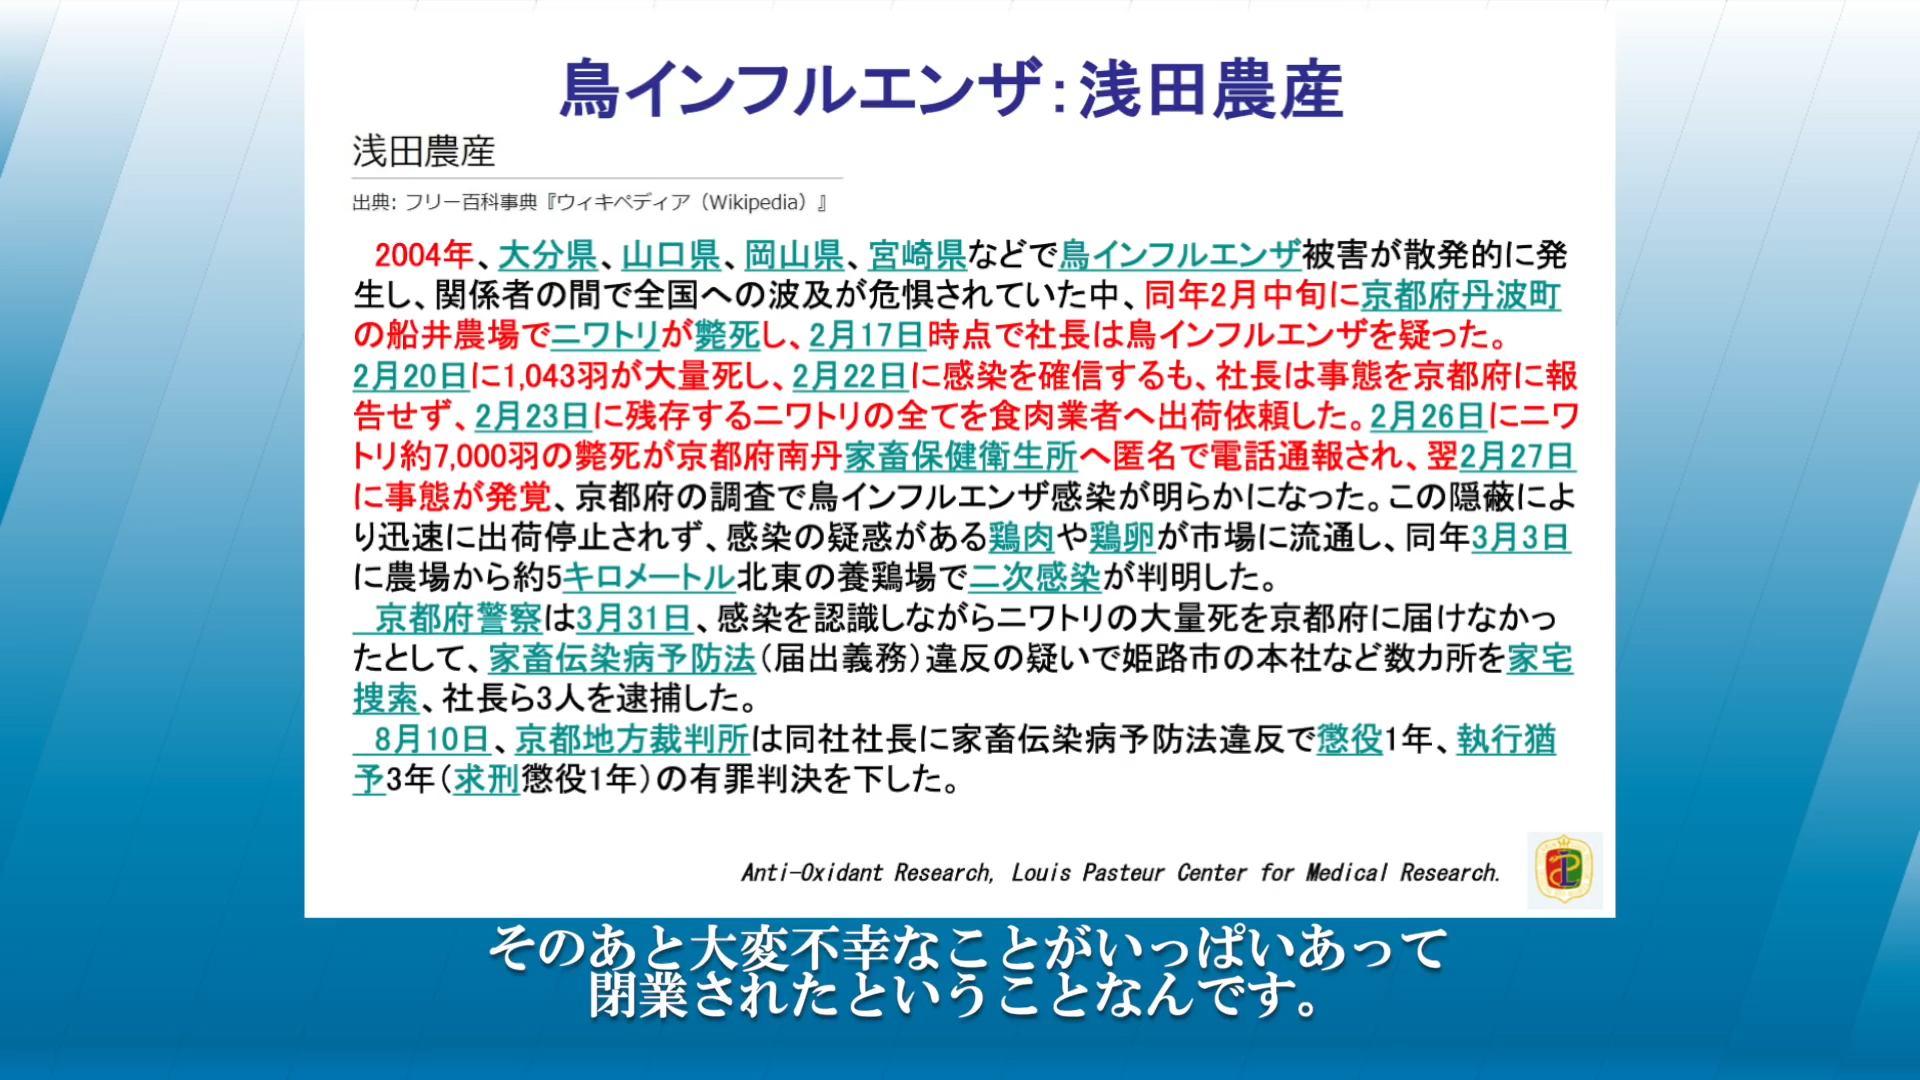 鳥インフルエンザ：浅田農産
浅田農産
出典: フリー百科事典『ウィキペディア（Wikipedia）』
2004年、大分県、山口県、岡山県、宮崎県などで鳥インフルエンザ被害が散発的に発
生し、関係者の間で全国への波及が危惧されていた中、同年2月中旬に京都府丹波町
の船井農場でニワトリが斃死し、2月17日時点で社長は鳥インフルエンザを疑った。
2月20日に1,043羽が大量死し、2月22日に感染を確信するも、社長は事態を京都府に報
告せず、2月23日に残存するニワトリの全てを食肉業者へ出荷依頼した。2月26日にニワ
トリ約7,000羽の斃死が京都府南丹家畜保健衛生所へ匿名で電話通報され、翌2月27日
に事態が発覚、京都府の調査で鳥インフルエンザ感染が明らかになった。この隠蔽によ
り迅速に出荷停止されず、感染の疑惑がある鶏肉や鶏卵が市場に流通し、同年3月3日
に農場から約5キロメートル北東の養鶏場で二次感染が判明した。
京都府警察は3月31日、感染を認識しながらニワトリの大量死を京都府に届けなかっ
たとして、家畜伝染病予防法（届出義務）違反の疑いで姫路市の本社など数カ所を家宅
捜索、社長ら3人を逮捕した。
8月10日、京都地方裁判所は同社社長に家畜伝染病予防法違反で懲役1年、執行猶
予3年（求刑懲役1年）の有罪判決を下した。
Anti-Oxidant Research, Louis Pasteur Center for Medical Research.
そのあと大変不幸なことがいっぱいあって
閉業されたということなんです。